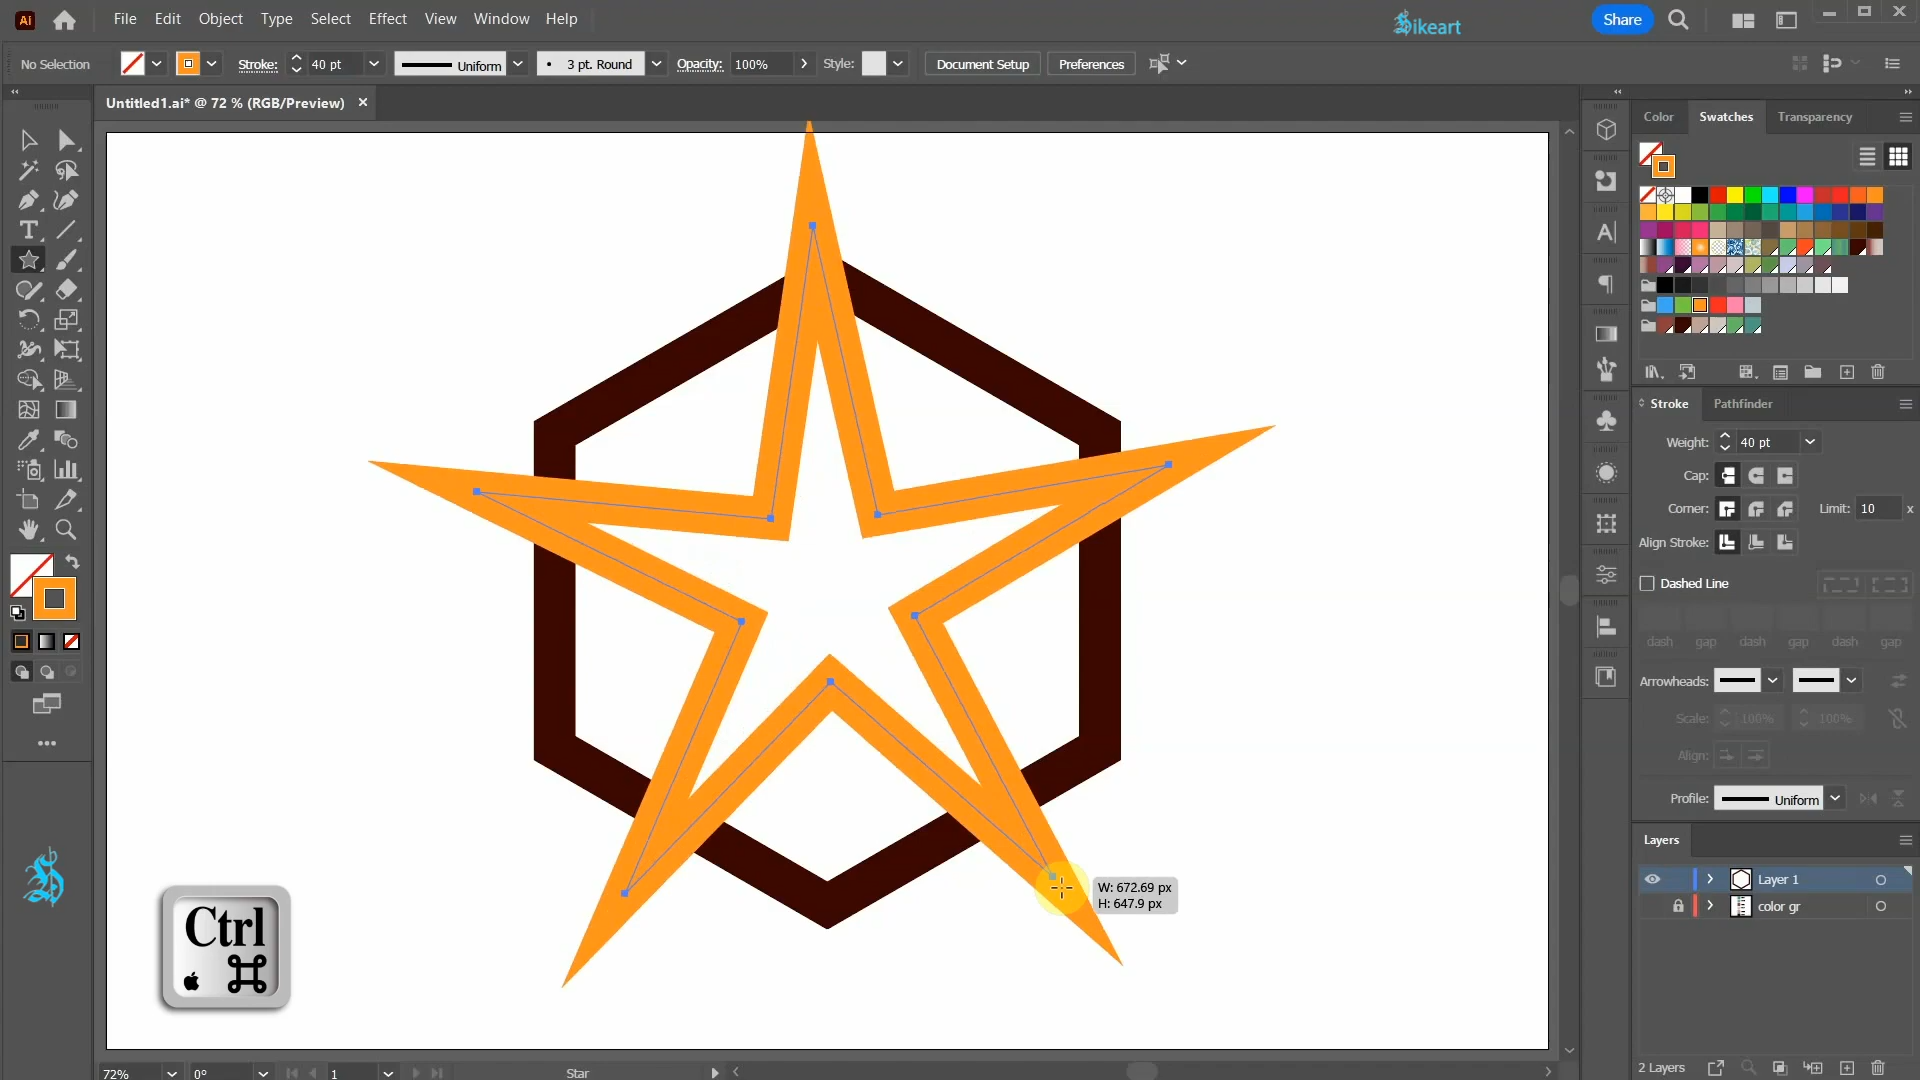 Ai File Edit Object Type Select Effect View Window Help
Sikeart
Share
No Selection
Stroke: 40 pt
Uniform
3 pt. Round
Opacity: 100%
Style:
Document Setup
Preferences
Untitled1.ai* @ 72 % (RGB/Preview)
Color Swatches Transparency
Stroke Pathfinder
Weight: 40 pt
Cap:
Corner: Limit: 10 x
Align Stroke:
Dashed Line
dash gap dash gap dash gap
Arrowheads:
Scale: 100% 100%
Align:
Profile: Uniform
Layers
Layer 1
color gr
2 Layers
W: 672.69 px
H: 647.9 px
Ctrl
72% 0° 1 Star